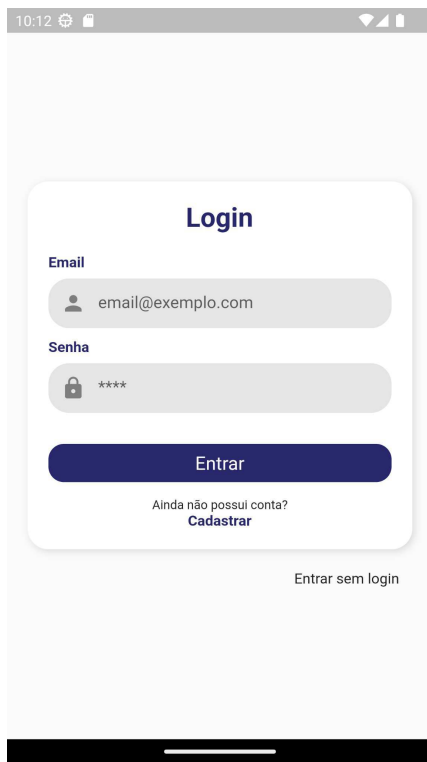 10:12
Login
Email
email@exemplo.com
Senha
****
Entrar
Ainda não possui conta?
Cadastrar
Entrar sem login